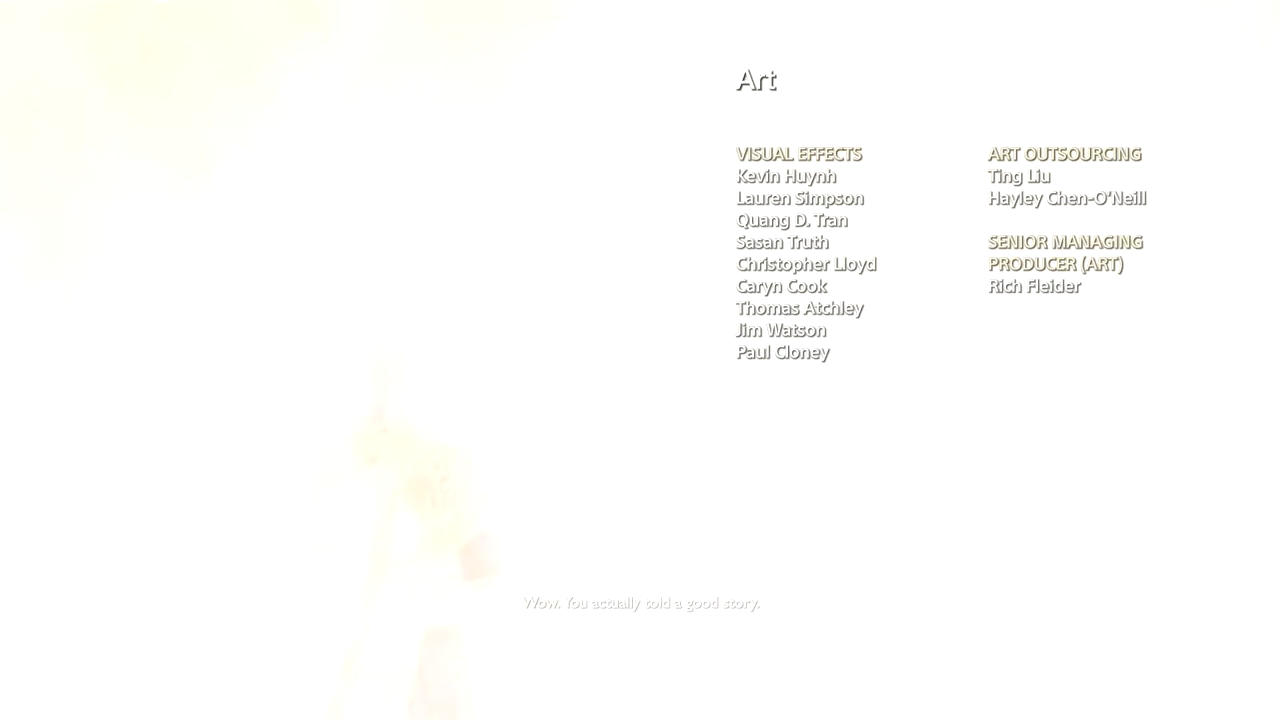 Art
VISUAL EFFECTS
Kevin Huynh
Lauren Simpson
Quang D. Tran
Sasan Truth
Christopher Lloyd
Caryn Cook
Thomas Atchley
Jim Watson
Paul Cloney
ART OUTSOURCING
Ting Liu
Hayley Chen-O'Neill
SENIOR MANAGING
PRODUCER (ART)
Rich Fleider
Wow. You actually told a good story.